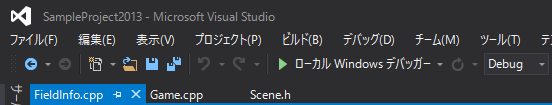 SampleProject2013 - Microsoft Visual Studio
ファイル(F) 編集(E) 表示(V) プロジェクト(P) ビルド(B) デバッグ(D) チーム(M) ツール(T)
ローカル Windows デバッガー Debug
FieldInfo.cpp Game.cpp Scene.h